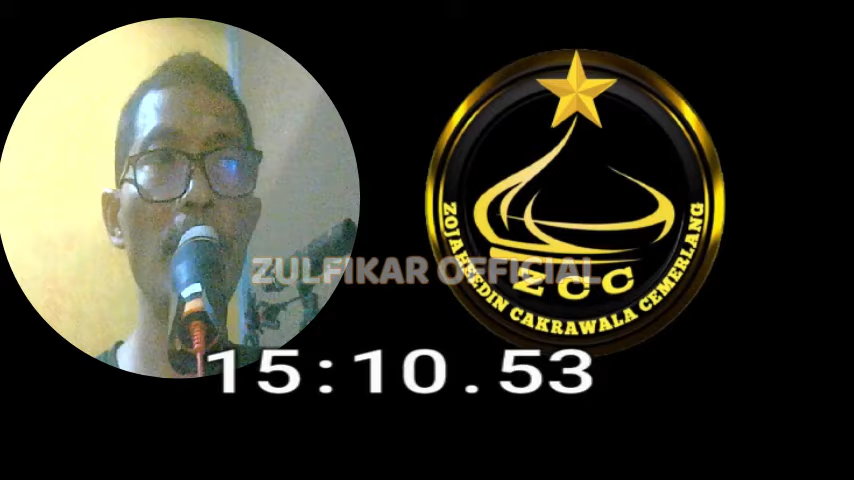 ZULFIKAR OFFICIAL
ZCC
ZOJAHEEDIN CAKRAWALA CEMERLANG
15:10.53